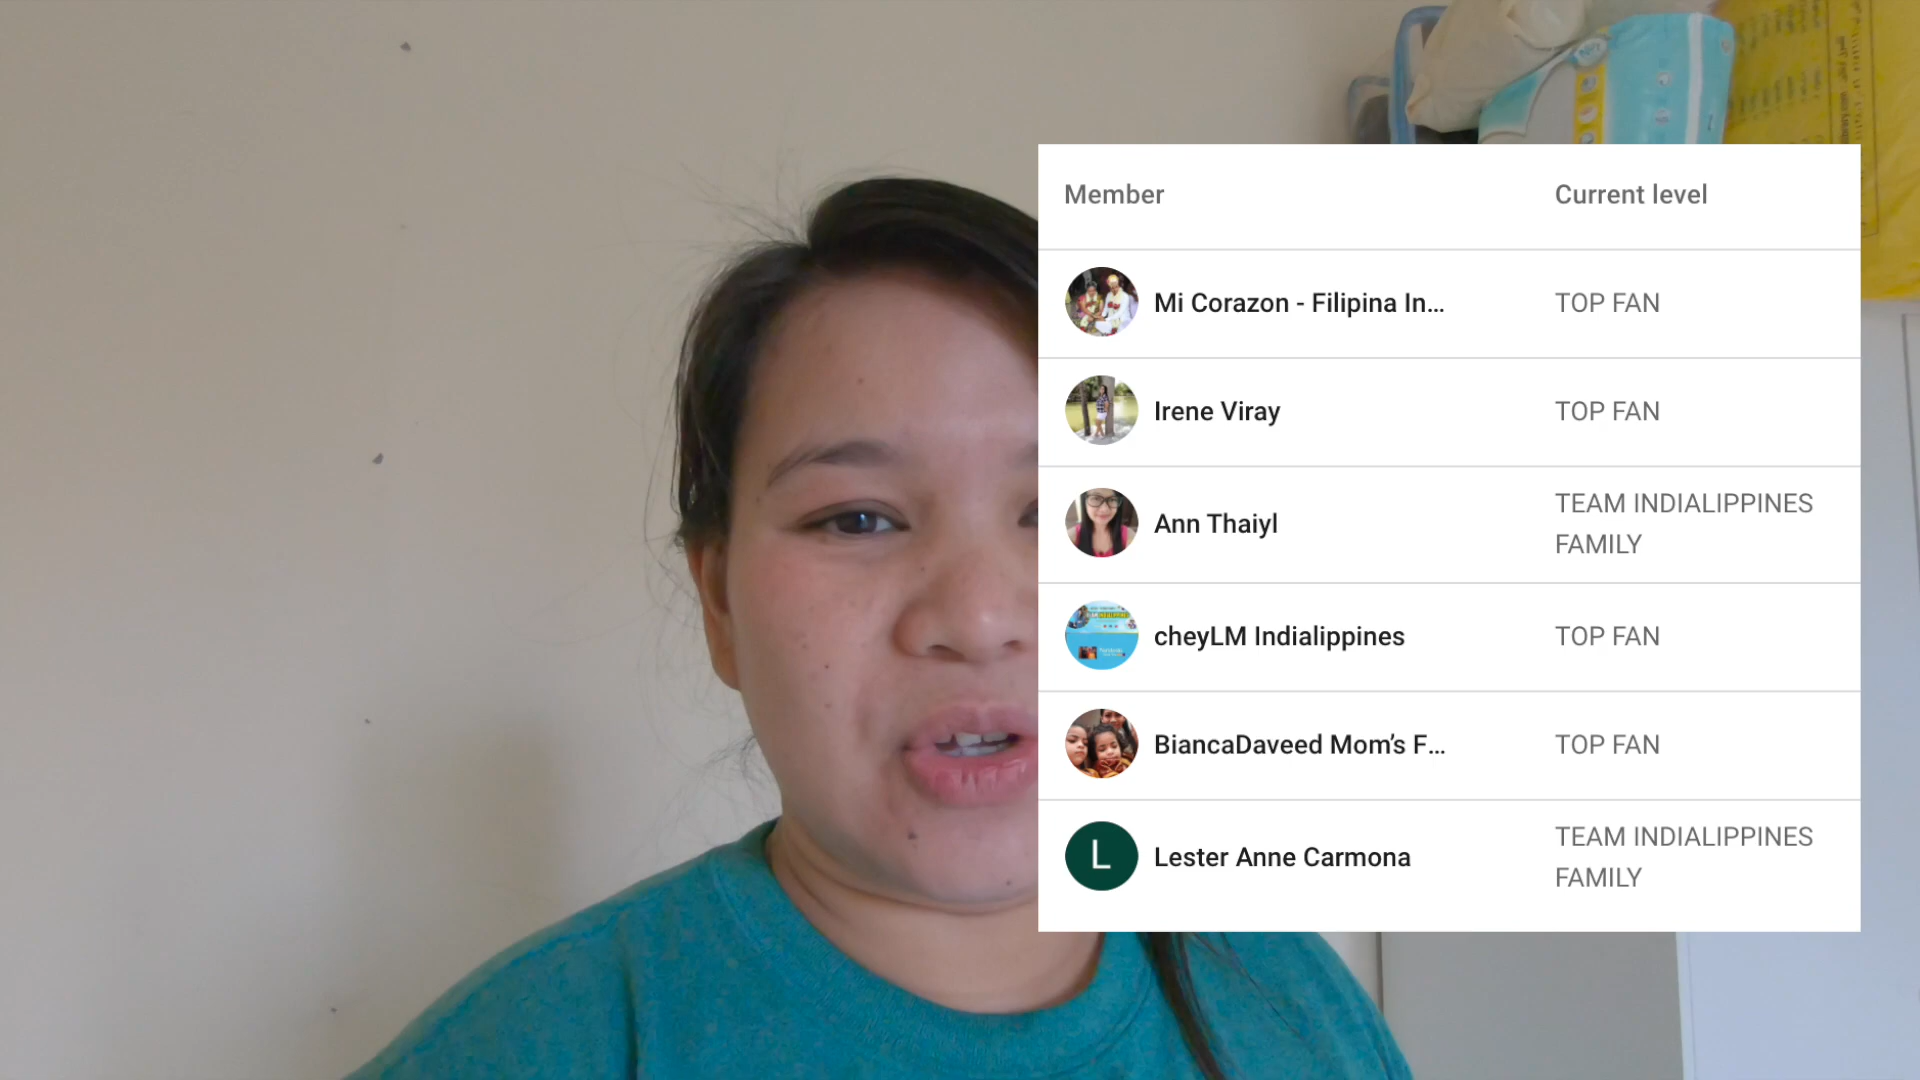 Member Current level
Mi Corazon - Filipina In... TOP FAN
Irene Viray TOP FAN
Ann Thaiyl TEAM INDIALIPPINES
FAMILY
cheyLM Indialippines TOP FAN
BiancaDaveed Mom’s F... TOP FAN
L Lester Anne Carmona TEAM INDIALIPPINES
FAMILY